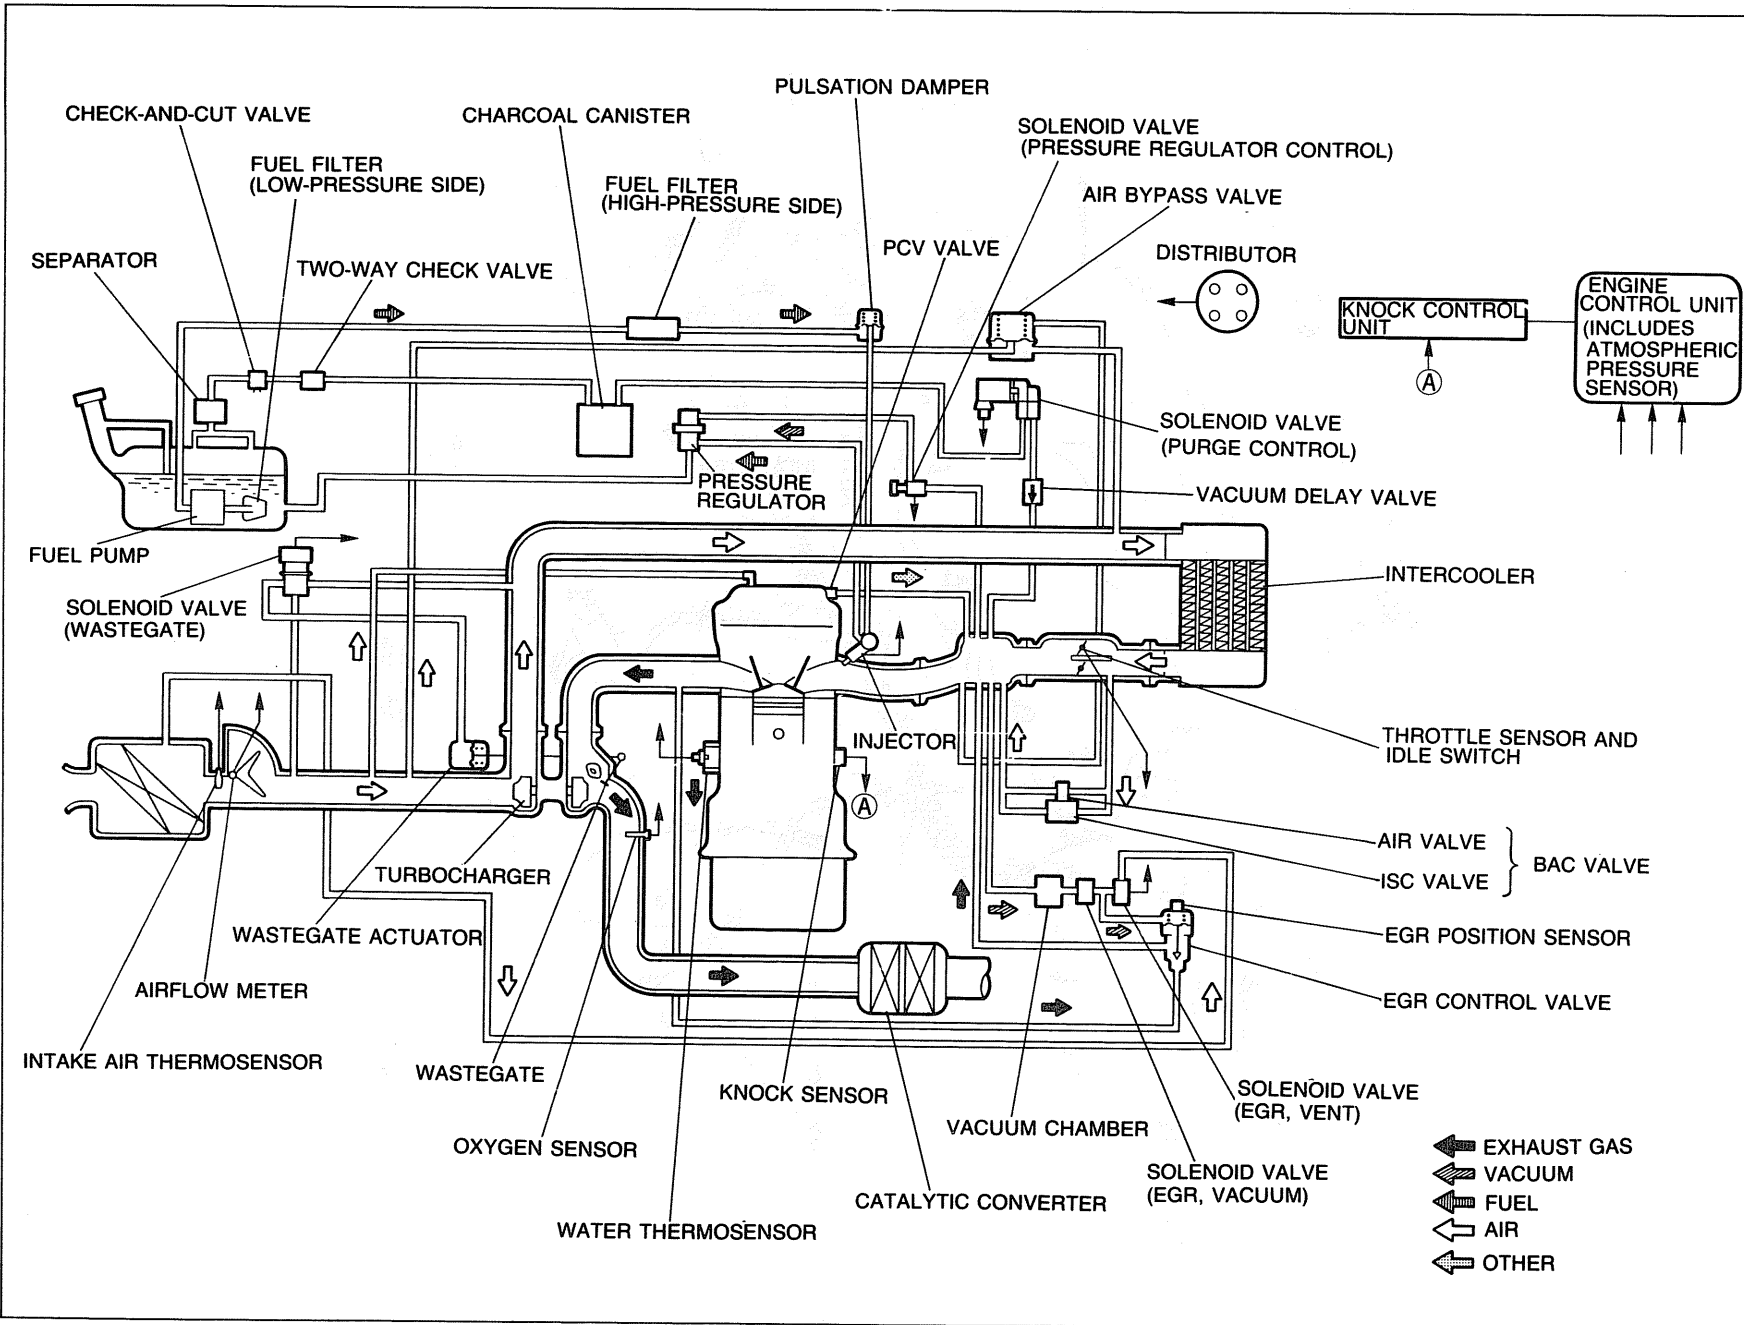 PULSATION DAMPER
CHECK-AND-CUT VALVE
CHARCOAL CANISTER
SOLENOID VALVE
(PRESSURE REGULATOR CONTROL)
FUEL FILTER
(LOW-PRESSURE SIDE)
FUEL FILTER
(HIGH-PRESSURE SIDE)
AIR BYPASS VALVE
PCV VALVE
DISTRIBUTOR
SEPARATOR
TWO-WAY CHECK VALVE
KNOCK CONTROL
UNIT
A
ENGINE
CONTROL UNIT
(INCLUDES
ATMOSPHERIC
PRESSURE
SENSOR)
SOLENOID VALVE
(PURGE CONTROL)
PRESSURE
REGULATOR
VACUUM DELAY VALVE
FUEL PUMP
INTERCOOLER
SOLENOID VALVE
(WASTEGATE)
INJECTOR
THROTTLE SENSOR AND
IDLE SWITCH
A
AIR VALVE
ISC VALVE
BAC VALVE
TURBOCHARGER
WASTEGATE ACTUATOR
EGR POSITION SENSOR
AIRFLOW METER
EGR CONTROL VALVE
INTAKE AIR THERMOSENSOR
WASTEGATE
KNOCK SENSOR
SOLENOID VALVE
(EGR, VENT)
VACUUM CHAMBER
OXYGEN SENSOR
SOLENOID VALVE
(EGR, VACUUM)
CATALYTIC CONVERTER
WATER THERMOSENSOR
EXHAUST GAS
VACUUM
FUEL
AIR
OTHER